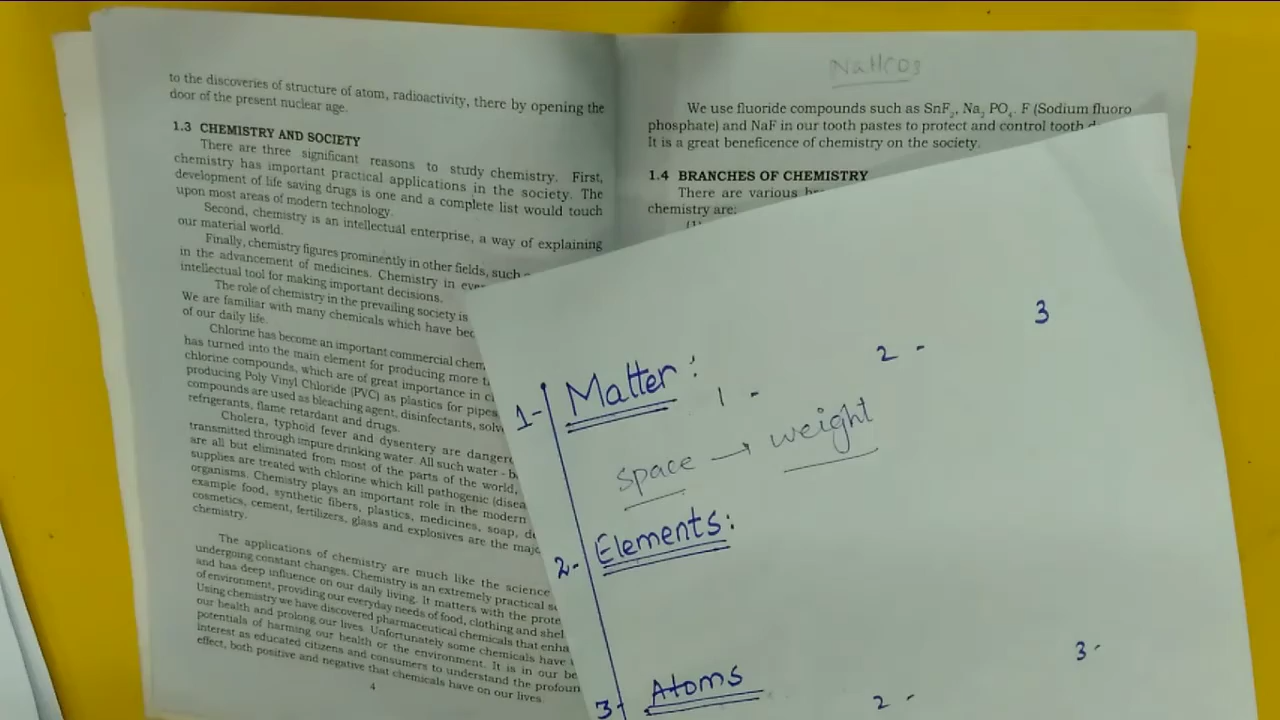 to the discoveries of structure of atom, radioactivity, there by opening the
door of the present nuclear age.
1.3 CHEMISTRY AND SOCIETY
There are three significant reasons to study chemistry. First,
chemistry has important practical applications in the society. The
development of life saving drugs is one and a complete list would touch
upon most areas of modern technology.
Second, chemistry is an intellectual enterprise, a way of explaining
our material world.
Finally, chemistry figures prominently in other fields, such
in the advancement of medicines. Chemistry in
intellectual tool for making important decisions.
The role of chemistry in the prevailing society is
We are familiar with many chemicals which have
of our daily life.
Chlorine has become an important commercial
has turned into the main element for producing more
chlorine compounds, which are of great importance in
producing Poly Vinyl Chloride (PVC) as plastics for pipes,
compounds are used as bleaching agent, disinfectants,
refrigerants, flame retardant and drugs.
Cholera, typhoid fever and dysentery are
transmitted through impure drinking water. All such water -
are all but eliminated from most of the parts of the world,
supplies are treated with chlorine which kill pathogenic
organisms. Chemistry plays an important role in the modern
example food, synthetic fibers, plastics, medicines, soap,
cosmetics, cement, fertilizers, glass and explosives are the
chemistry.
The applications of chemistry are much like the science
undergoing constant changes. Chemistry is an extremely practical
and has deep influence on our daily living. It matters with the
of environment, providing our everyday needs of food, clothing and
Using chemistry we have discovered pharmaceutical chemicals that
our health and prolong our lives. Unfortunately some chemicals have
potentials of harming our health or the environment. It is in our
interest as educated citizens and consumers to understand the
effect, both positive and negative that chemicals have on our lives.
4
NaHCO3
We use fluoride compounds such as SnF2, Na2 PO4. F (Sodium fluoro
phosphate) and NaF in our tooth pastes to protect and control tooth
It is a great beneficence of chemistry on the society.
1.4 BRANCHES OF CHEMISTRY
There are various
chemistry are:
(1)
3
2 -
1- Matter: 1 -
space → weight
2- Elements:
3-
3- Atoms 2 -